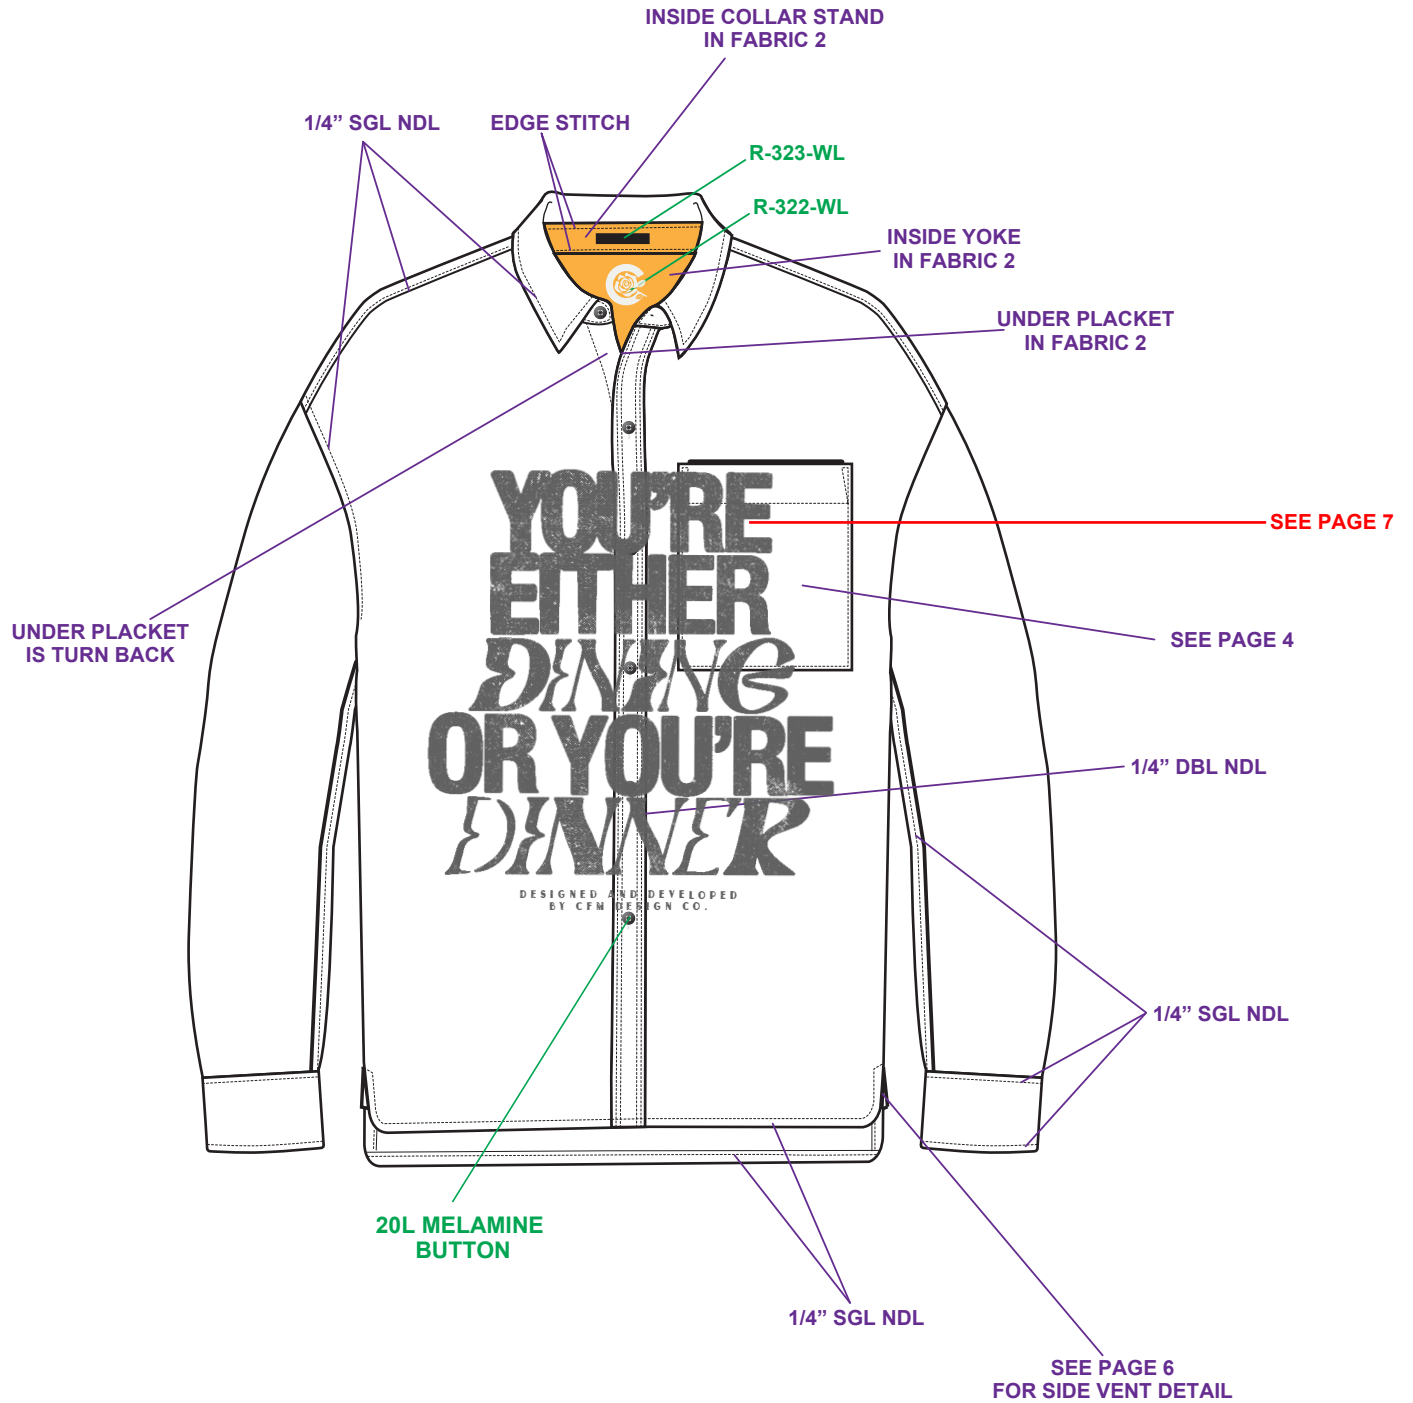 INSIDE COLLAR STAND
IN FABRIC 2
1/4” SGL NDL
EDGE STITCH
R-323-WL
R-322-WL
INSIDE YOKE
IN FABRIC 2
UNDER PLACKET
IN FABRIC 2
YOU’RE
EITHER
DINING
OR YOU’RE
DINNER
DESIGNED AND DEVELOPED
BY CFM DESIGN CO.
SEE PAGE 7
UNDER PLACKET
IS TURN BACK
SEE PAGE 4
1/4” DBL NDL
1/4” SGL NDL
20L MELAMINE
BUTTON
1/4” SGL NDL
SEE PAGE 6
FOR SIDE VENT DETAIL